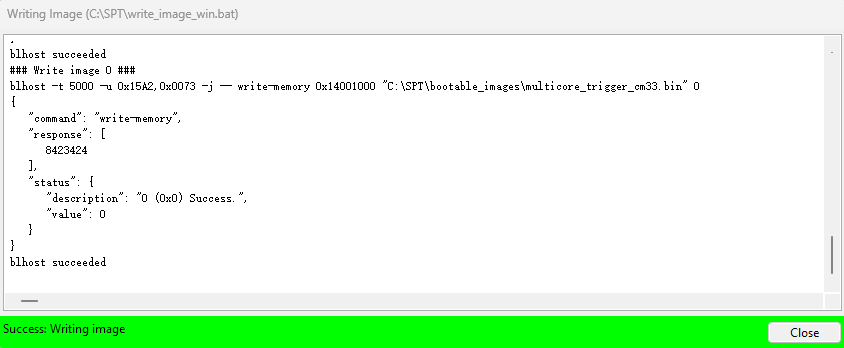 Writing Image (C:\SPT\write_image_win.bat)
blhost succeeded
### Write image 0 ###
blhost -t 5000 -u 0x15A2,0x0073 -j -- write-memory 0x14001000 "C:\SPT\bootable_images\multicore_trigger_cm33.bin" 0
{
"command": "write-memory",
"response": [
8423424
],
"status": {
"description": "0 (0x0) Success.",
"value": 0
}
}
blhost succeeded
Success: Writing image
Close